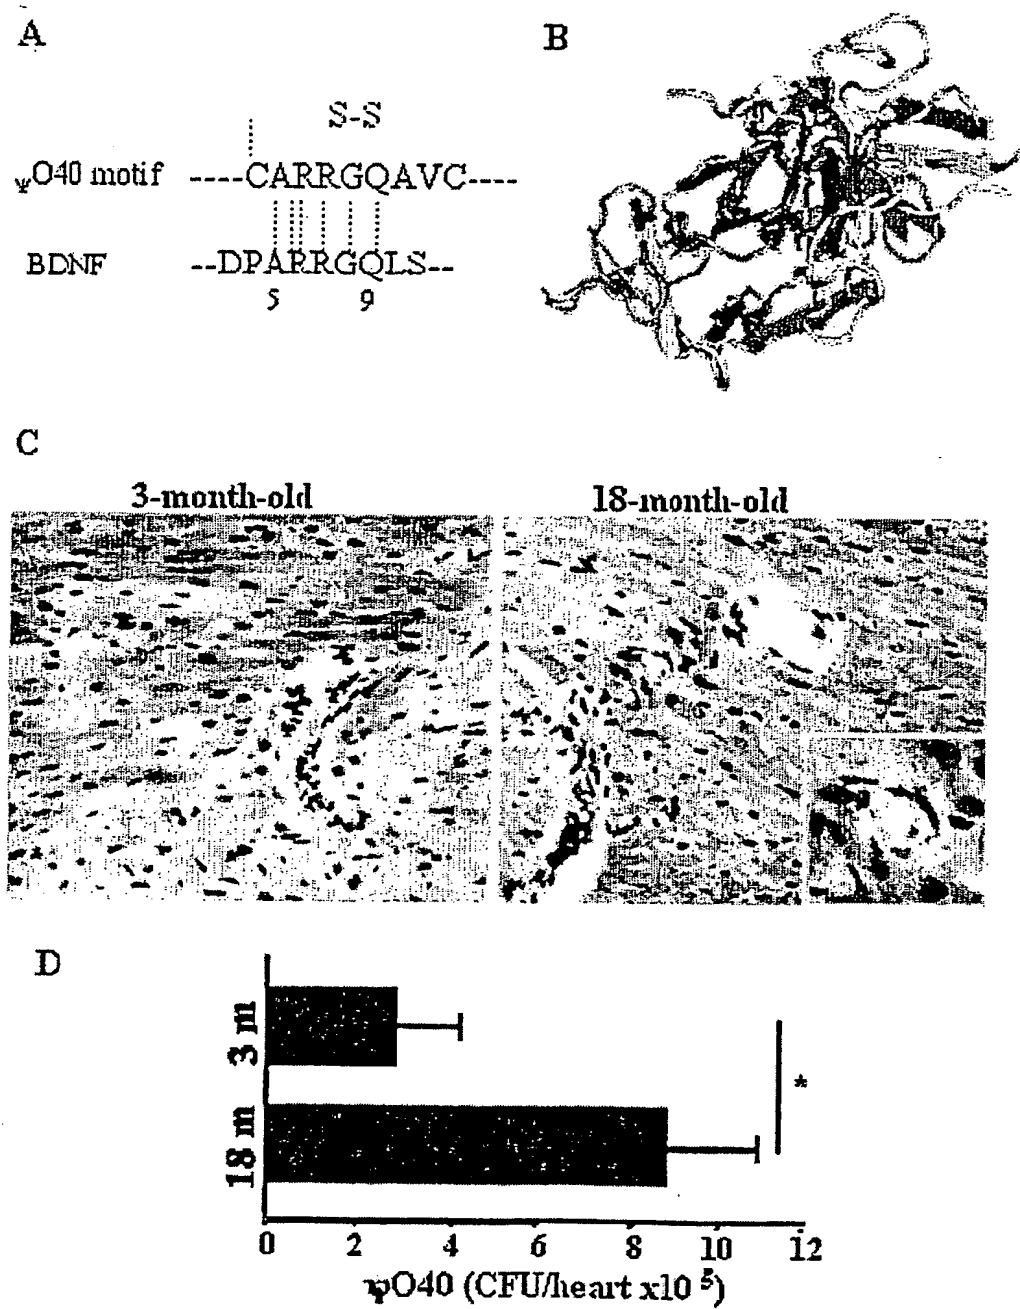 A
B
S-S
ψO40 motif ----CARRGQAVC----
BDNF --DPARRGQLS--
5 9
C
3-month-old
18-month-old
D
3 m
18 m
*
0 2 4 6 8 10 12
ψO40 (CFU/heart x10 5)